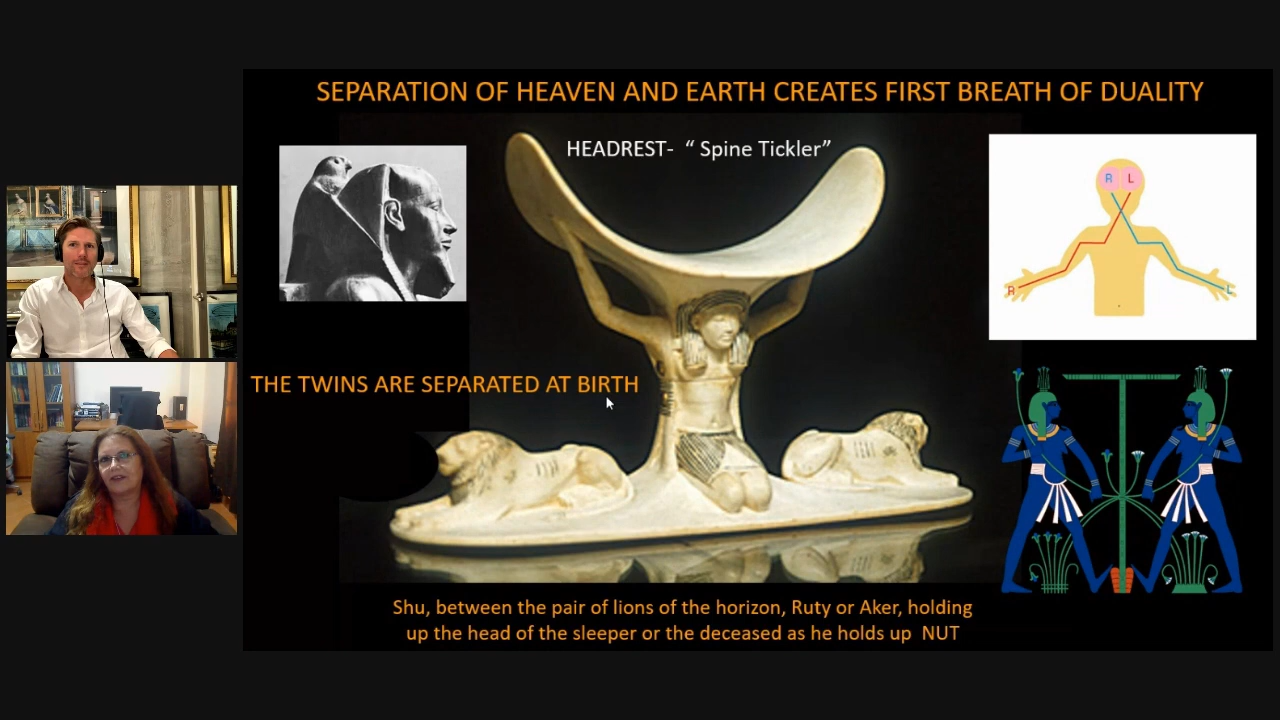 SEPARATION OF HEAVEN AND EARTH CREATES FIRST BREATH OF DUALITY
HEADREST- “ Spine Tickler”
R L
R L
THE TWINS ARE SEPARATED AT BIRTH
Shu, between the pair of lions of the horizon, Ruty or Aker, holding
up the head of the sleeper or the deceased as he holds up NUT